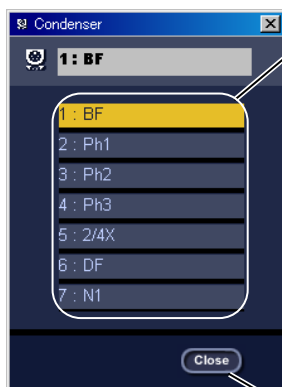 Condenser
1: BF
1 : BF
2 : Ph1
3 : Ph2
4 : Ph3
5 : 2/4X
6 : DF
7 : N1
Close